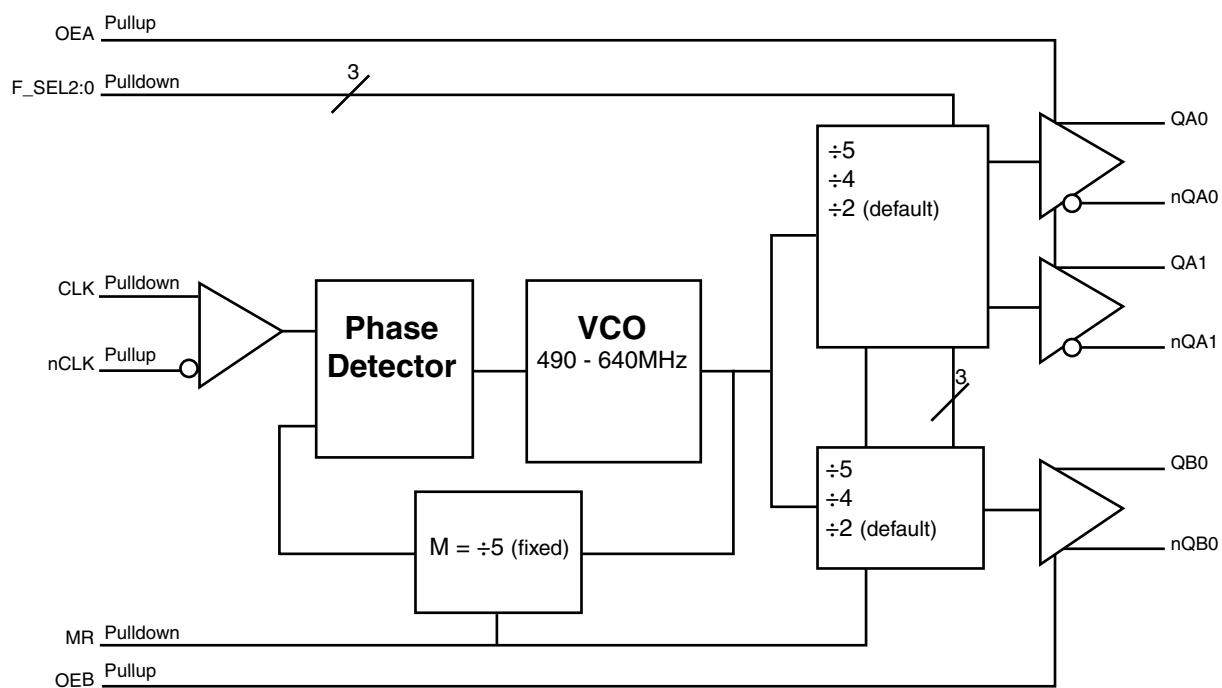 OEA Pullup
F_SEL2:0 Pulldown
3
QA0
÷5
÷4
÷2 (default)
nQA0
QA1
CLK Pulldown
Phase
Detector
VCO
490 - 640MHz
nCLK Pullup
nQA1
3
÷5
÷4
÷2 (default)
QB0
M = ÷5 (fixed)
nQB0
MR Pulldown
OEB Pullup